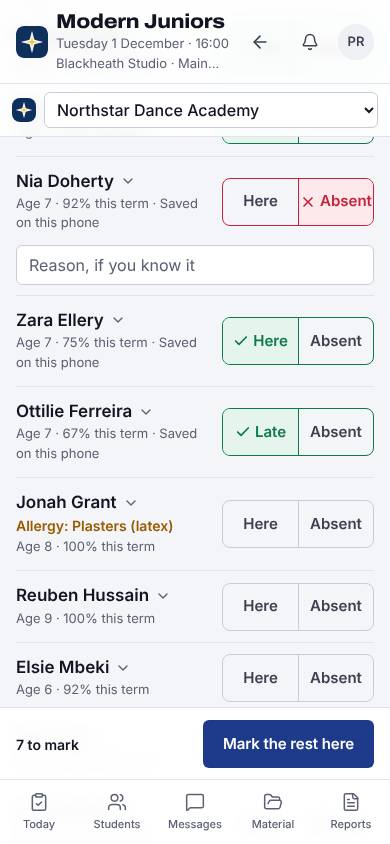 Modern Juniors
Tuesday 1 December · 16:00
Blackheath Studio · Main...
PR
Northstar Dance Academy
Nia Doherty
Age 7 · 92% this term · Saved
on this phone
Here
Absent
Reason, if you know it
Zara Ellery
Age 7 · 75% this term · Saved
on this phone
Here
Absent
Ottilie Ferreira
Age 7 · 67% this term · Saved
on this phone
Late
Absent
Jonah Grant
Allergy: Plasters (latex)
Age 8 · 100% this term
Here
Absent
Reuben Hussain
Age 9 · 100% this term
Here
Absent
Elsie Mbeki
Age 6 · 92% this term
Here
Absent
7 to mark
Mark the rest here
Today
Students
Messages
Material
Reports